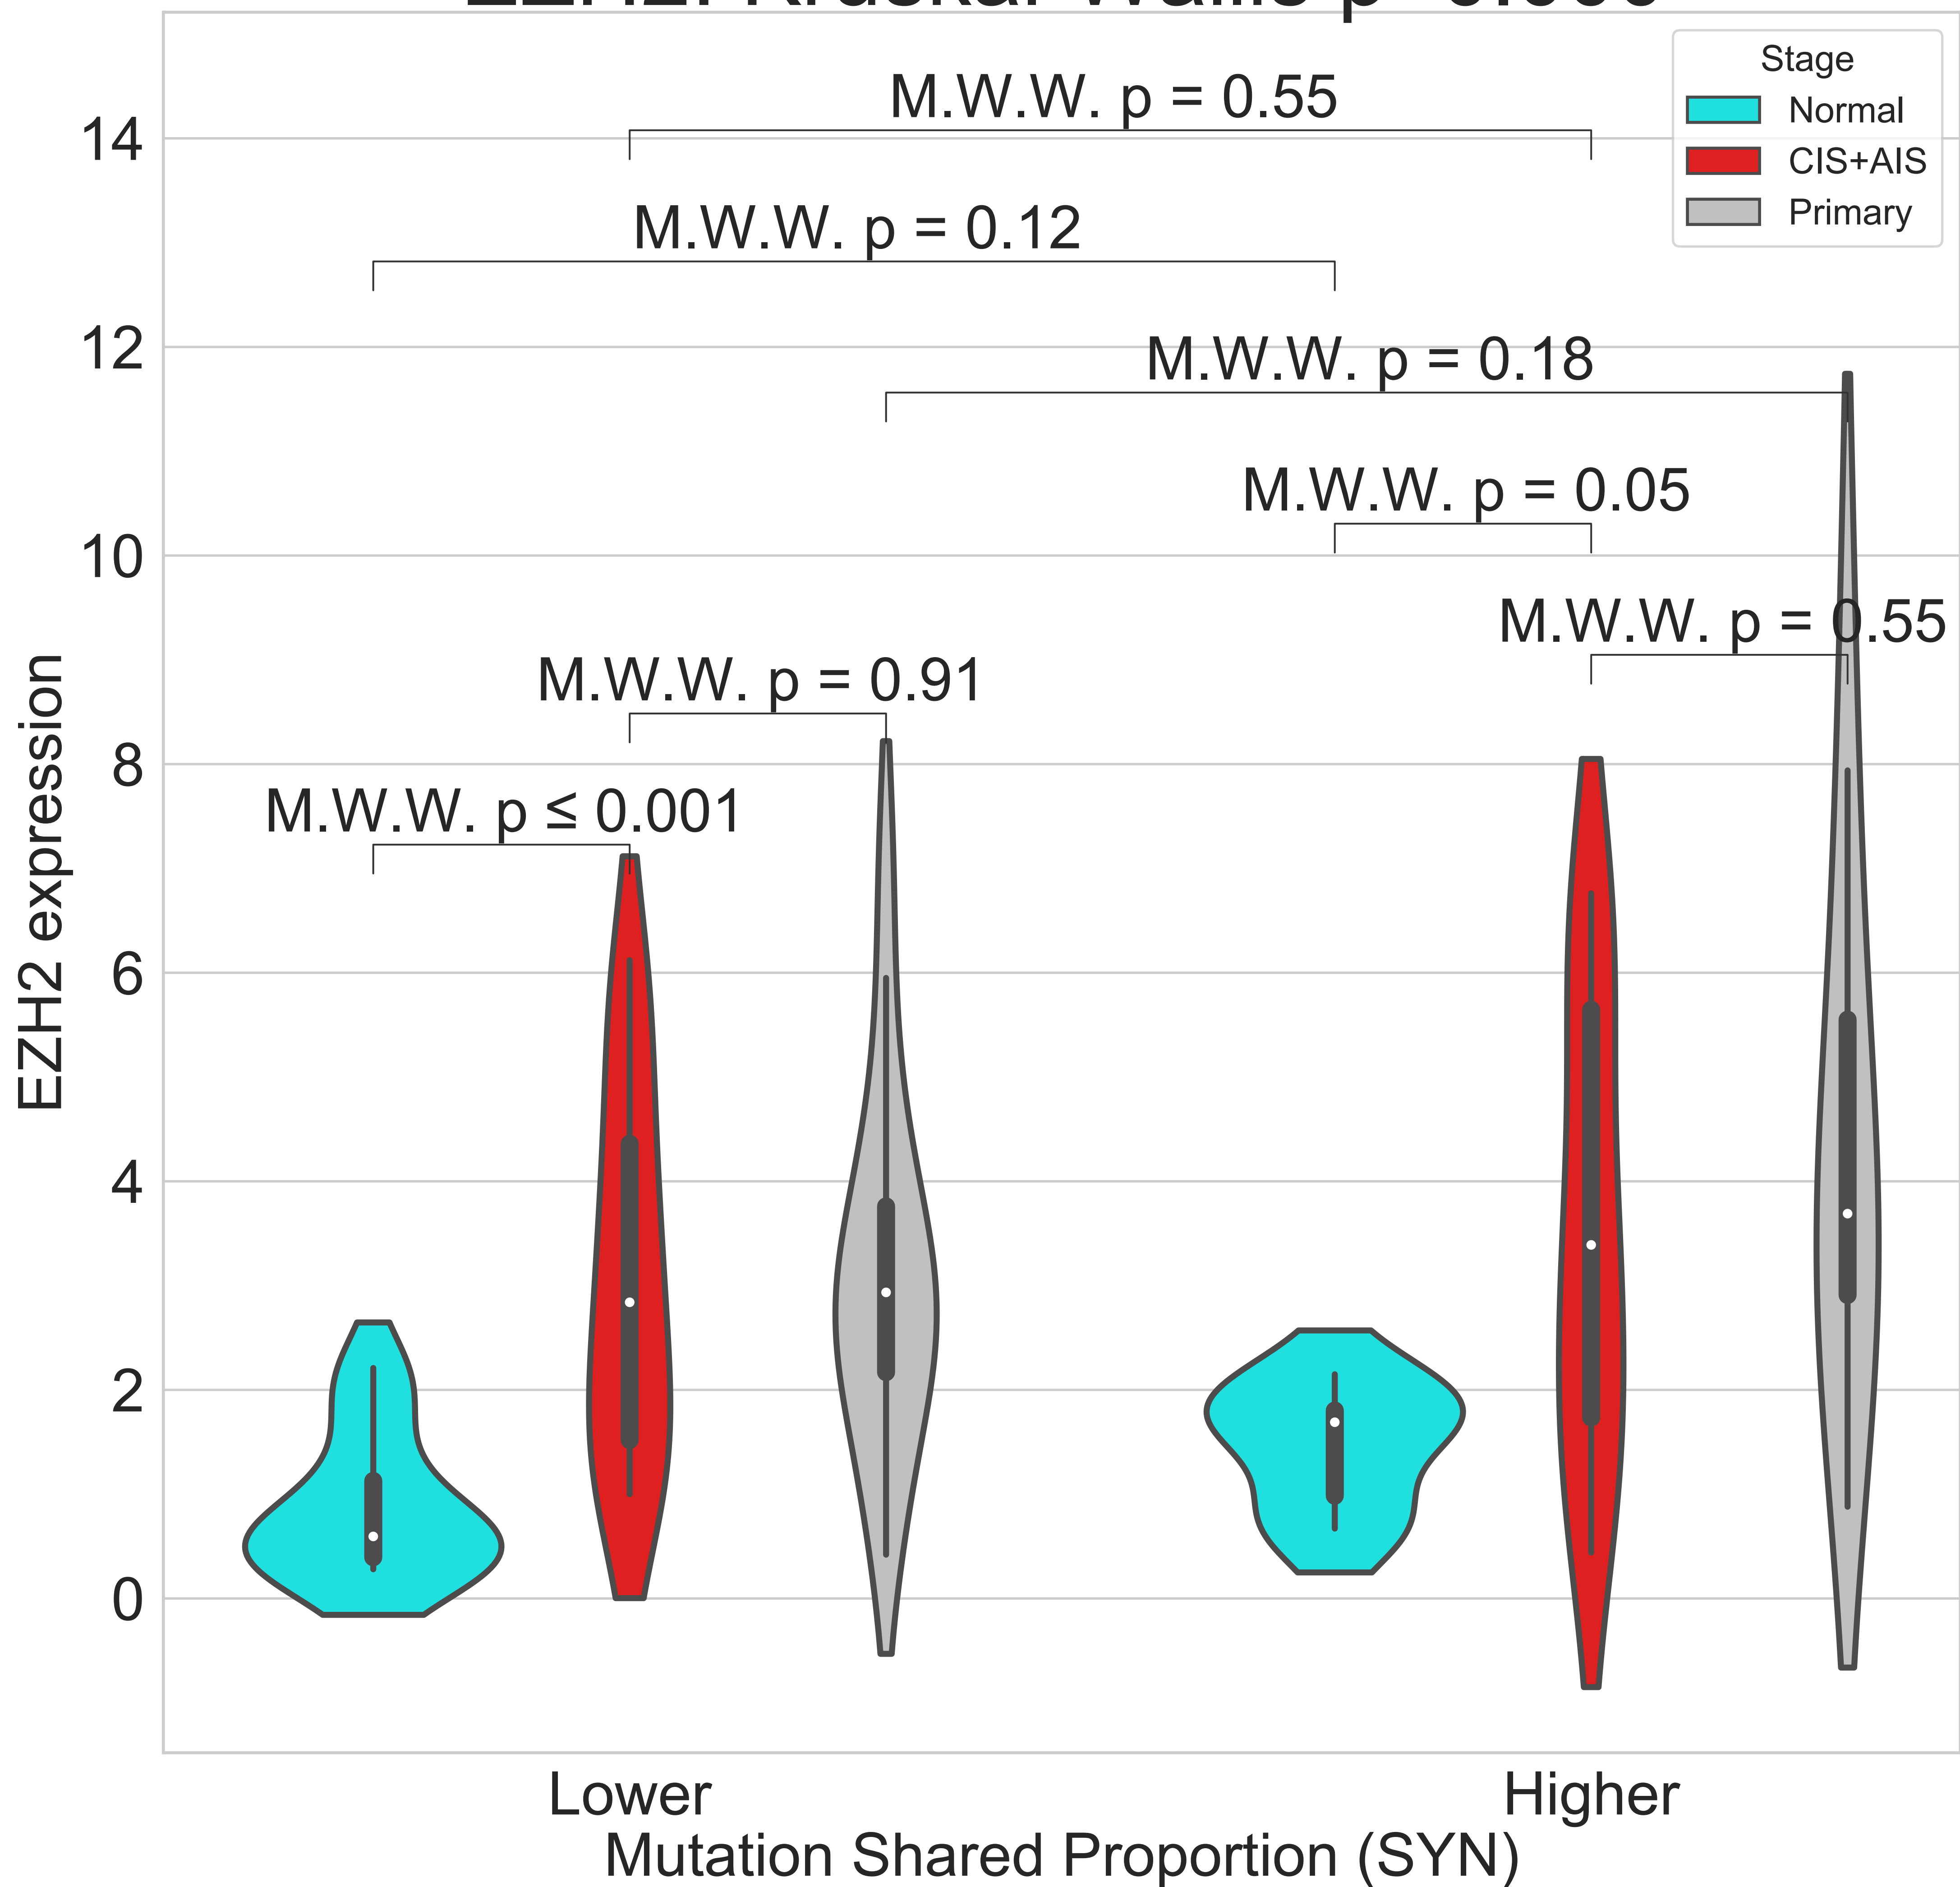 Stage
Normal
CIS+AIS
Primary
M.W.W. p = 0.55
M.W.W. p = 0.12
M.W.W. p = 0.18
M.W.W. p = 0.05
M.W.W. p = 0.55
M.W.W. p = 0.91
M.W.W. p ≤ 0.001
14
12
10
8
6
4
2
0
EZH2 expression
Lower
Higher
Mutation Shared Proportion (SYN)